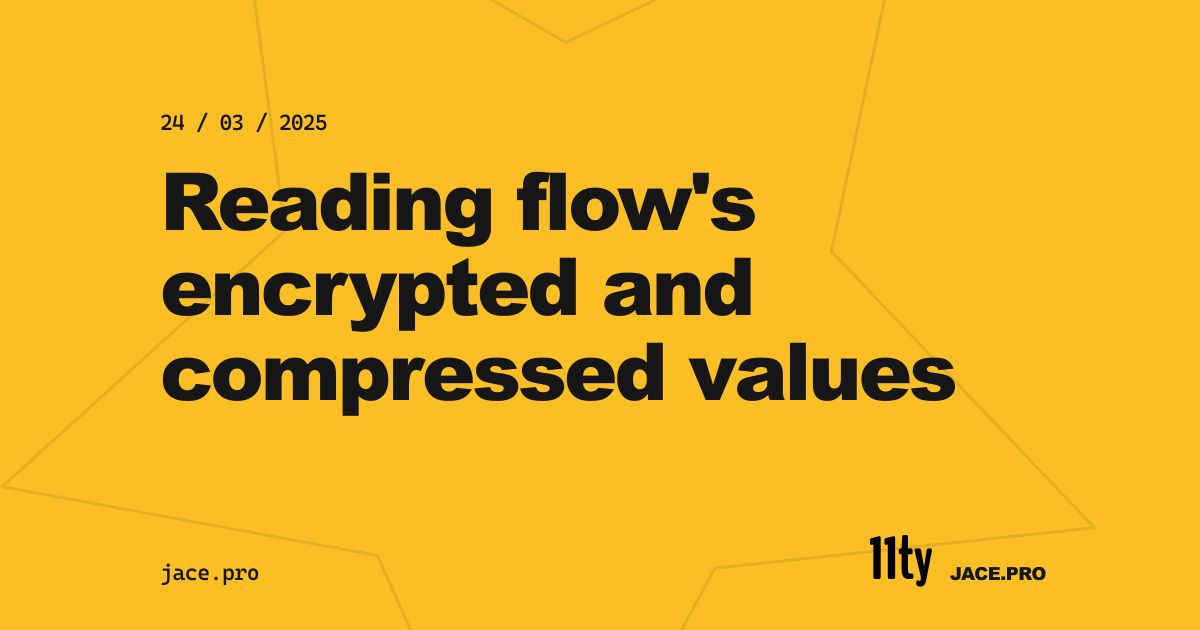 24 / 03 / 2025
Reading flow's
encrypted and
compressed values
jace.pro
11ty JACE.PRO